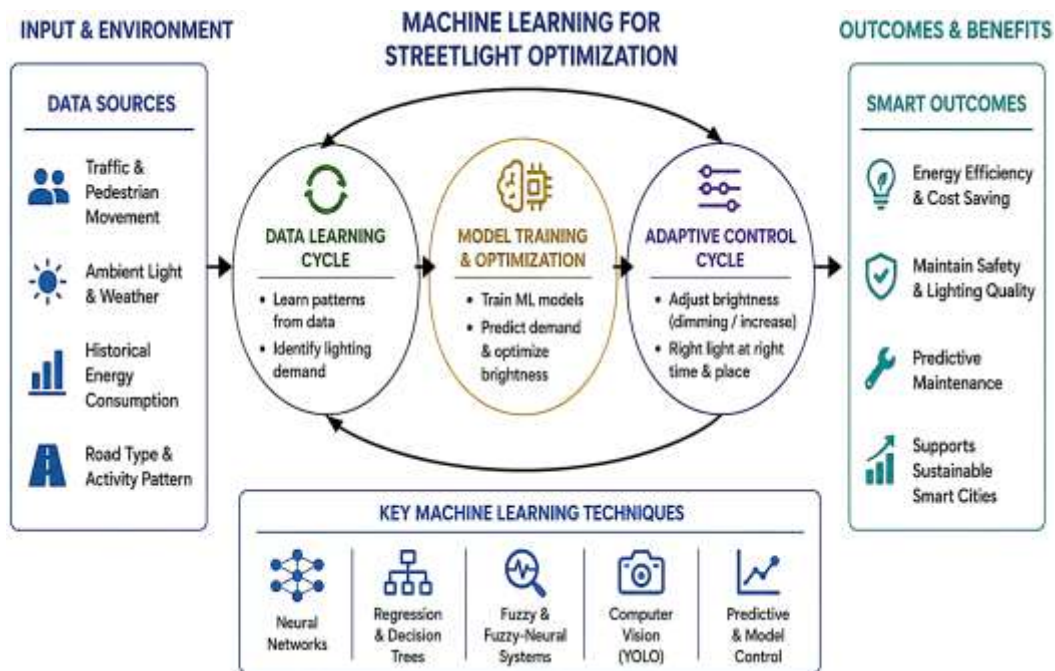 INPUT & ENVIRONMENT
MACHINE LEARNING FOR
STREETLIGHT OPTIMIZATION
OUTCOMES & BENEFITS
DATA SOURCES
Traffic &
Pedestrian
Movement
Ambient Light
& Weather
Historical
Energy
Consumption
Road Type &
Activity Pattern
DATA LEARNING
CYCLE
• Learn patterns
from data
• Identify lighting
demand
MODEL TRAINING
& OPTIMIZATION
• Train ML models
• Predict demand
& optimize
brightness
ADAPTIVE CONTROL
CYCLE
• Adjust brightness
(dimming / increase)
• Right light at right
time & place
SMART OUTCOMES
Energy Efficiency
& Cost Saving
Maintain Safety
& Lighting Quality
Predictive
Maintenance
Supports
Sustainable
Smart Cities
KEY MACHINE LEARNING TECHNIQUES
Neural
Networks
Regression
& Decision
Trees
Fuzzy &
Fuzzy-Neural
Systems
Computer
Vision
(YOLO)
Predictive
& Model
Control